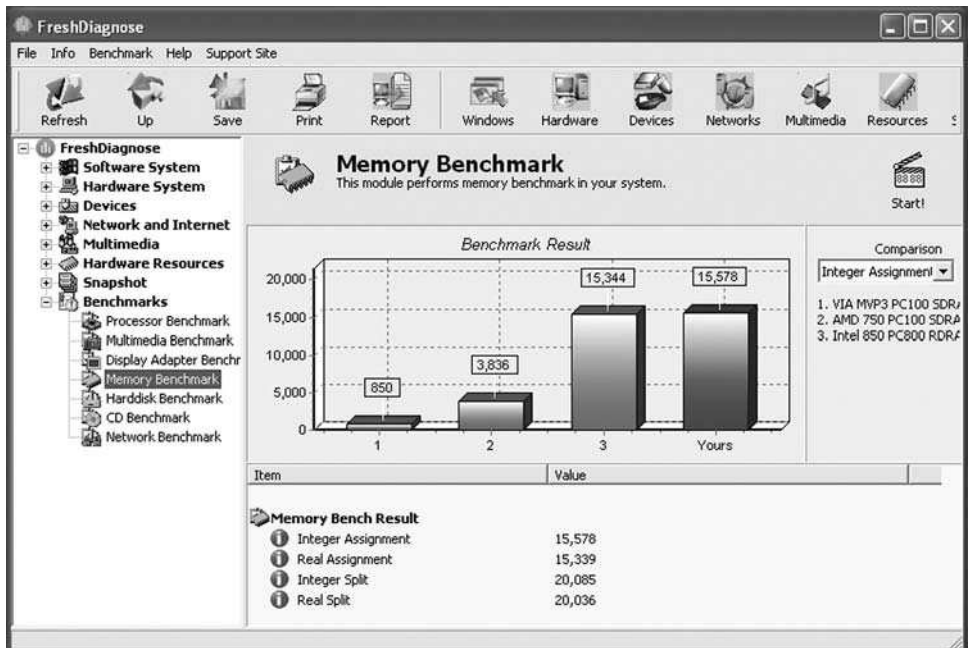 FreshDiagnose
File Info Benchmark Help Support Site
Refresh Up Save Print Report Windows Hardware Devices Networks Multimedia Resources S
FreshDiagnose
Software System
Hardware System
Devices
Network and Internet
Multimedia
Hardware Resources
Snapshot
Benchmarks
Processor Benchmark
Multimedia Benchmark
Display Adapter Benchr
Memory Benchmark
Harddisk Benchmark
CD Benchmark
Network Benchmark
Memory Benchmark
This module performs memory benchmark in your system.
88 88
Start!
Benchmark Result
20,000
15,000
10,000
5,000
0
850
3,836
15,344
15,578
1 2 3 Yours
Comparison
Integer Assignment
1. VIA MVP3 PC100 SDRA
2. AMD 750 PC100 SDRA
3. Intel 850 PC800 RDRA
Item Value
Memory Bench Result
Integer Assignment 15,578
Real Assignment 15,339
Integer Split 20,085
Real Split 20,036